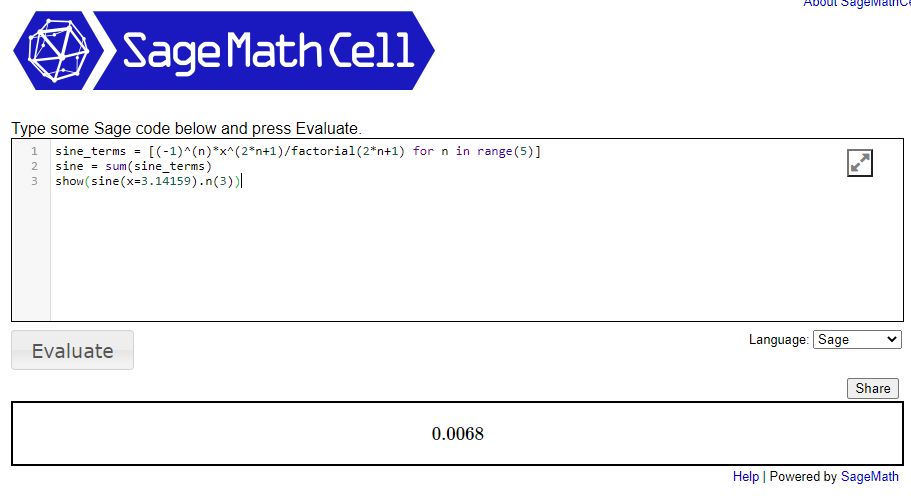 About SageMathCe
SageMathCell
Type some Sage code below and press Evaluate.
1 sine_terms = [(-1)^(n)*x^(2*n+1)/factorial(2*n+1) for n in range(5)]
2 sine = sum(sine_terms)
3 show(sine(x=3.14159).n(3))
Evaluate
Language: Sage
Share
0.0068
Help | Powered by SageMath